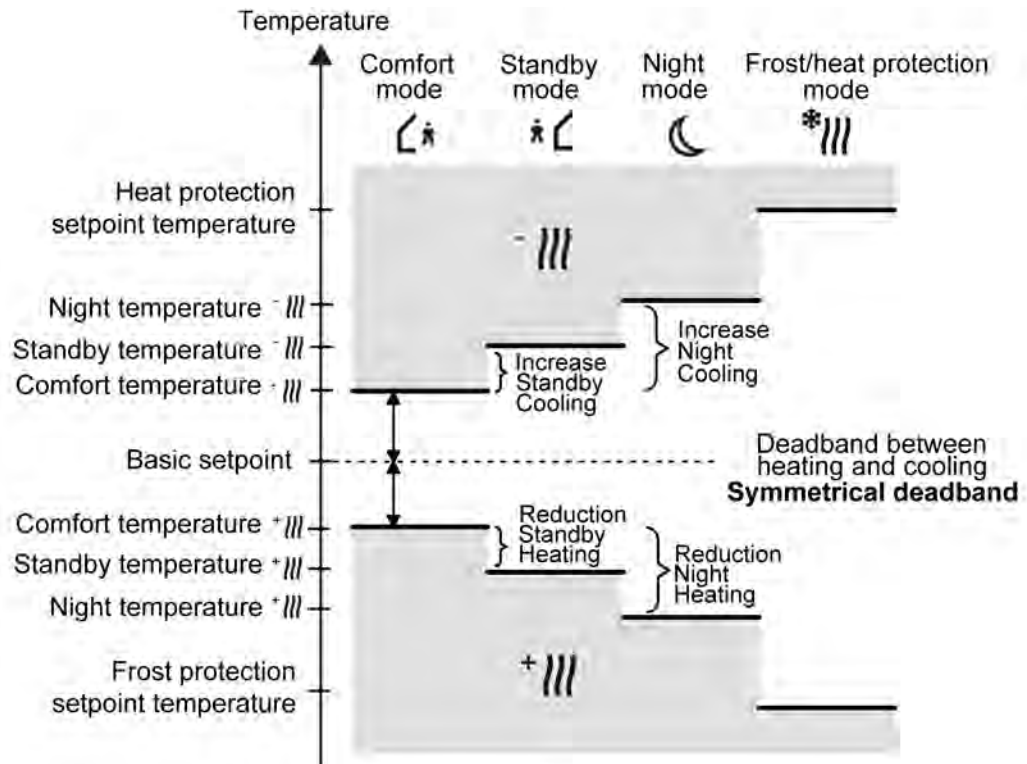 Temperature
Comfort
mode
Standby
mode
Night
mode
Frost/heat protection
mode
Heat protection
setpoint temperature
-
Night temperature -
Standby temperature -
Comfort temperature -
Increase
Standby
Cooling
Increase
Night
Cooling
Basic setpoint
Deadband between
heating and cooling
Symmetrical deadband
Comfort temperature +
Standby temperature +
Night temperature +
Reduction
Standby
Heating
Reduction
Night
Heating
Frost protection
setpoint temperature
+